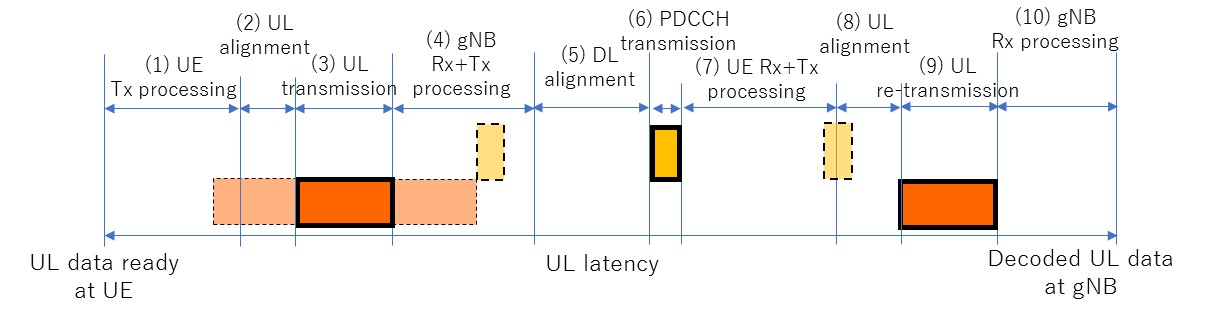 (1) UE
Tx processing
(2) UL
alignment
(3) UL
transmission
(4) gNB
Rx+Tx
processing
(5) DL
alignment
(6) PDCCH
transmission
(7) UE Rx+Tx
processing
(8) UL
alignment
(9) UL
re-transmission
(10) gNB
Rx processing
UL data ready
at UE
UL latency
Decoded UL data
at gNB